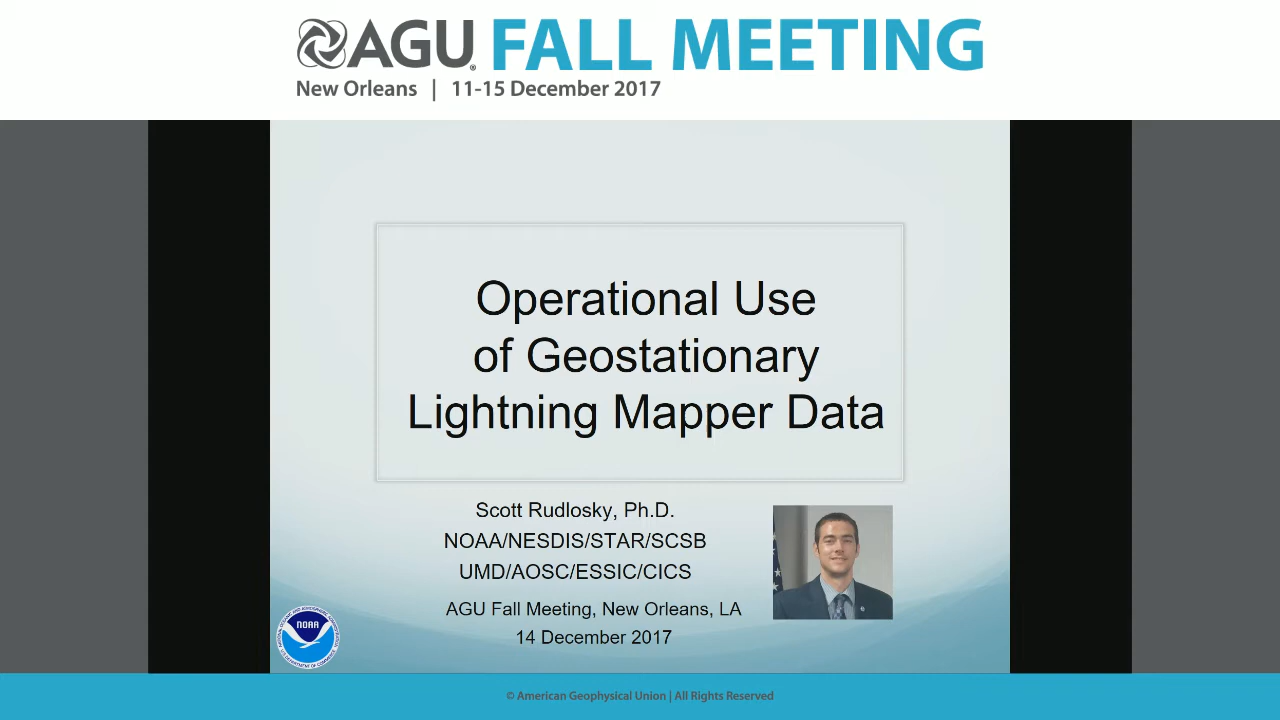 AGU FALL MEETING
New Orleans | 11-15 December 2017
Operational Use
of Geostationary
Lightning Mapper Data
Scott Rudlosky, Ph.D.
NOAA/NESDIS/STAR/SCSB
UMD/AOSC/ESSIC/CICS
AGU Fall Meeting, New Orleans, LA
14 December 2017
NOAA
© American Geophysical Union | All Rights Reserved